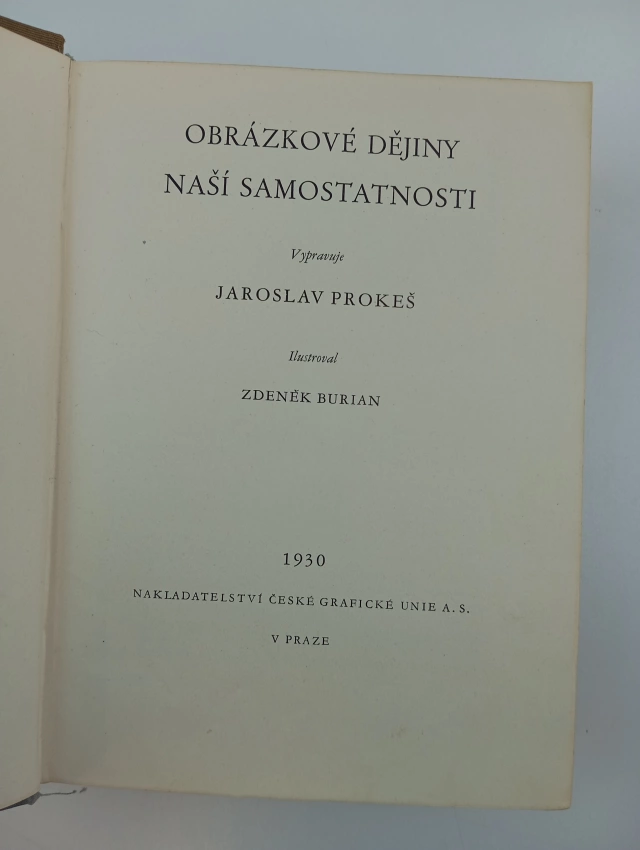 OBRÁZKOVÉ DĚJINY
NAŠÍ SAMOSTATNOSTI
Vypravuje
JAROSLAV PROKEŠ
Ilustroval
ZDENĚK BURIAN
1930
NAKLADATELSTVÍ ČESKÉ GRAFICKÉ UNIE A. S.
V PRAZE